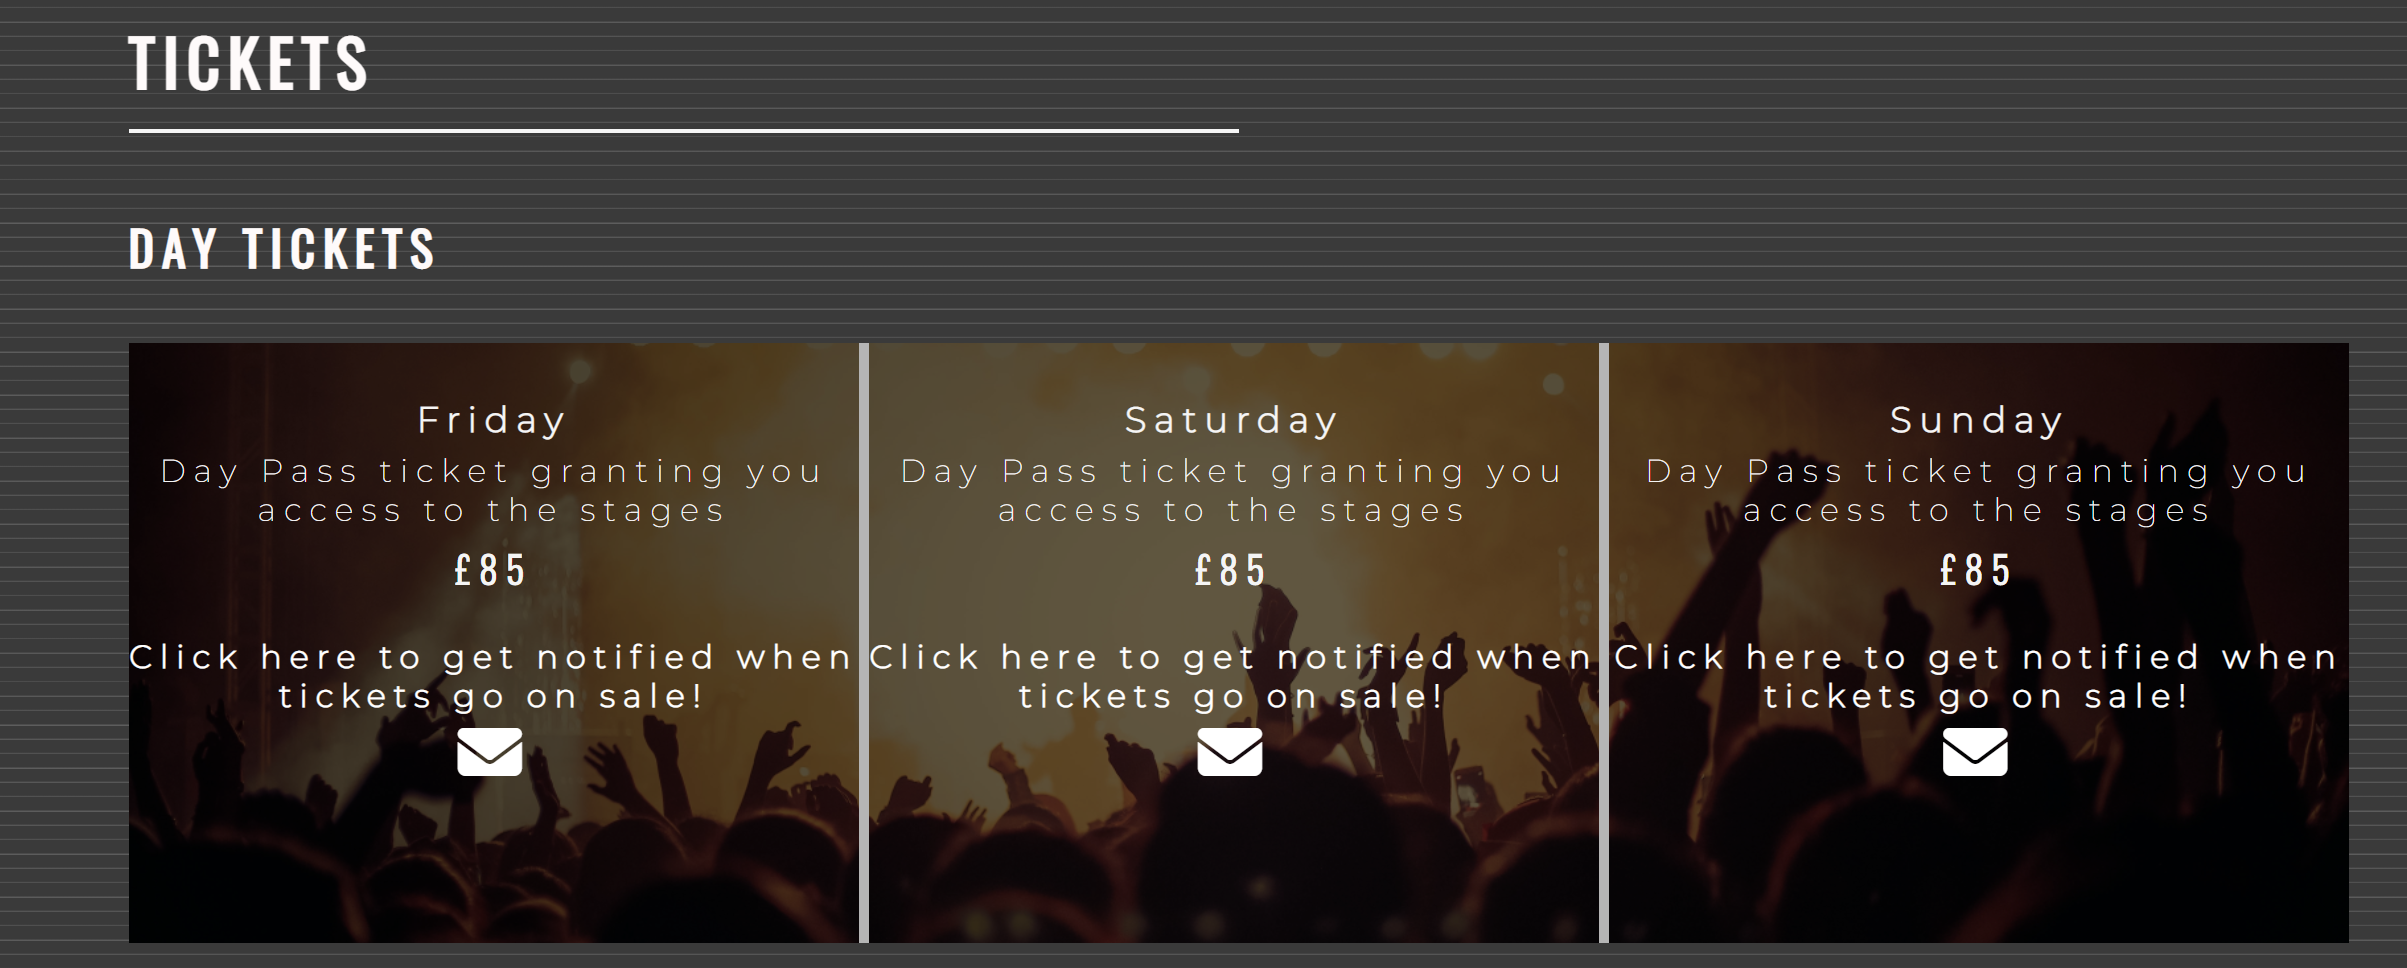 TICKETS
DAY TICKETS
Friday
Day Pass ticket granting you
access to the stages
£85
Click here to get notified when
tickets go on sale!
Saturday
Day Pass ticket granting you
access to the stages
£85
Click here to get notified when
tickets go on sale!
Sunday
Day Pass ticket granting you
access to the stages
£85
Click here to get notified when
tickets go on sale!